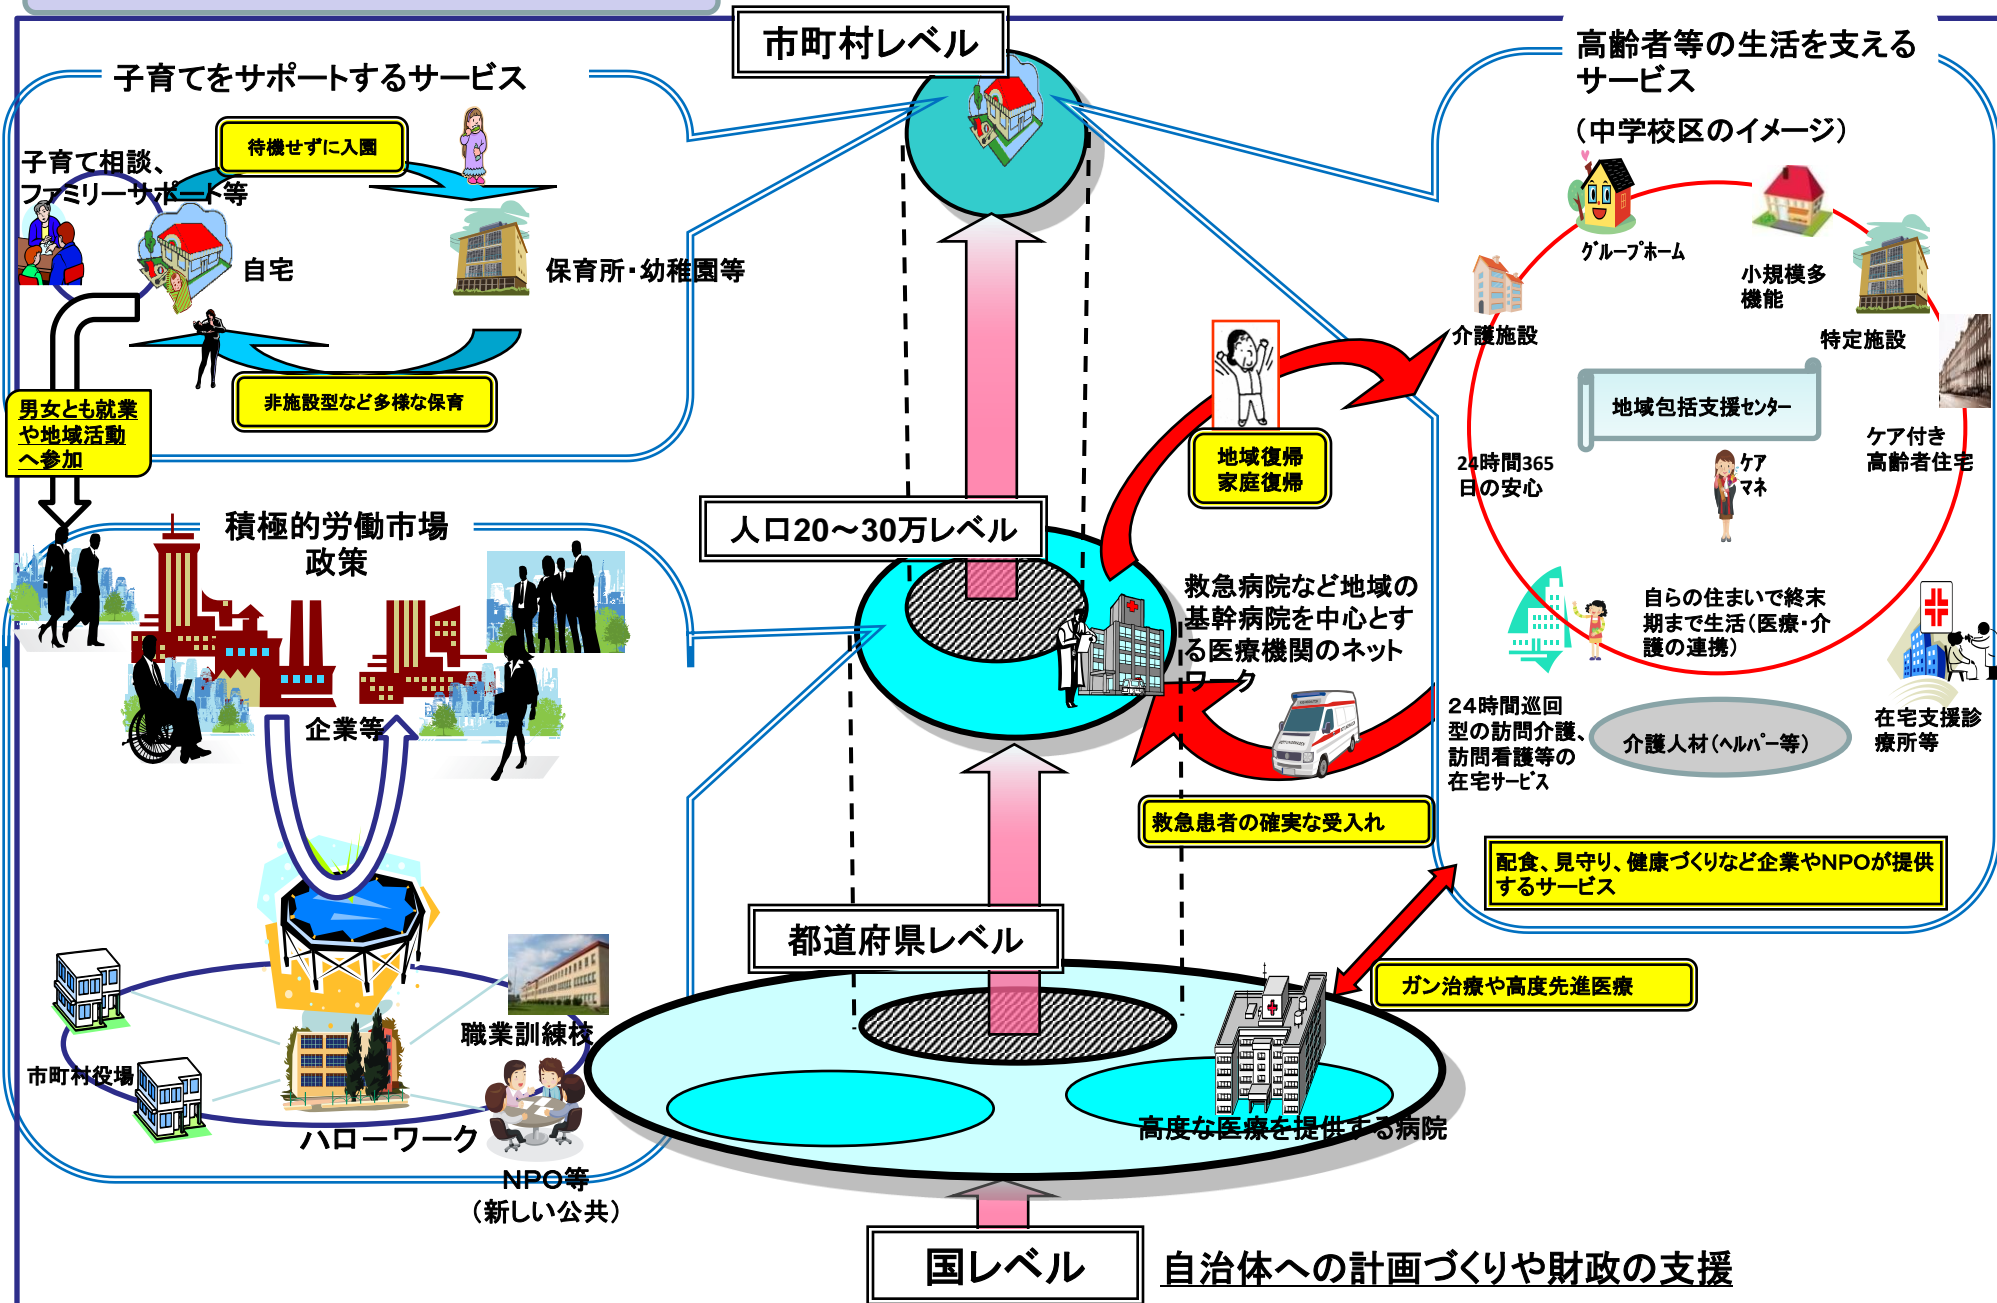 市町村レベル
子育てをサポートするサービス
待機せずに入園
子育て相談、
ファミリーサポート等
自宅
保育所・幼稚園等
非施設型など多様な保育
男女とも就業
や地域活動
へ参加
積極的労働市場
政策
企業等
市町村役場
職業訓練校
ハローワーク
NPO等
（新しい公共）
人口20～30万レベル
地域復帰
家庭復帰
救急病院など地域の
基幹病院を中心とす
る医療機関のネット
ワーク
救急患者の確実な受入れ
都道府県レベル
ガン治療や高度先進医療
高度な医療を提供する病院
国レベル
自治体への計画づくりや財政の支援
高齢者等の生活を支える
サービス
（中学校区のイメージ）
グループホーム
小規模多
機能
介護施設
特定施設
地域包括支援センター
ケア付き
高齢者住宅
24時間365
日の安心
ケア
マネ
自らの住まいで終末
期まで生活（医療・介
護の連携）
24時間巡回
型の訪問介護、
訪問看護等の
在宅サービス
介護人材（ヘルパー等）
在宅支援診
療所等
配食、見守り、健康づくりなど企業やNPOが提供
するサービス